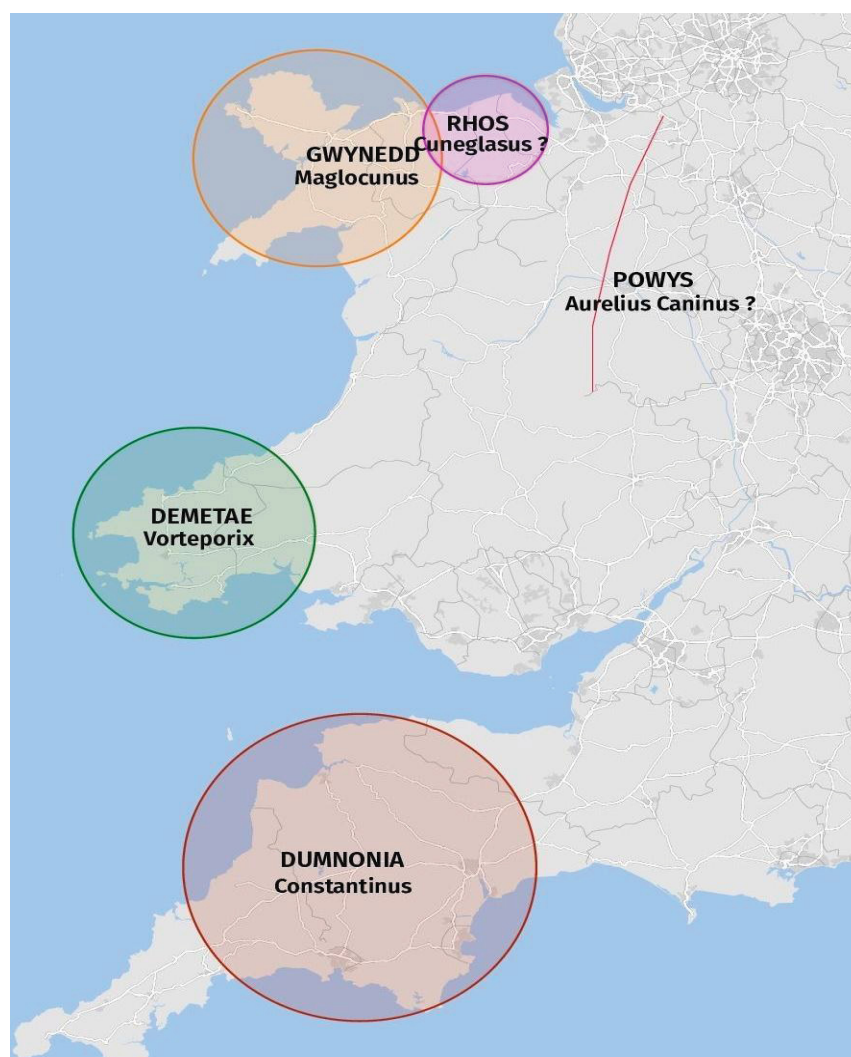 RHOS
Cuneglasus ?
GWYNEDD
Maglocunus
POWYS
Aurelius Caninus ?
DEMETAE
Vorteporix
DUMNONIA
Constantinus